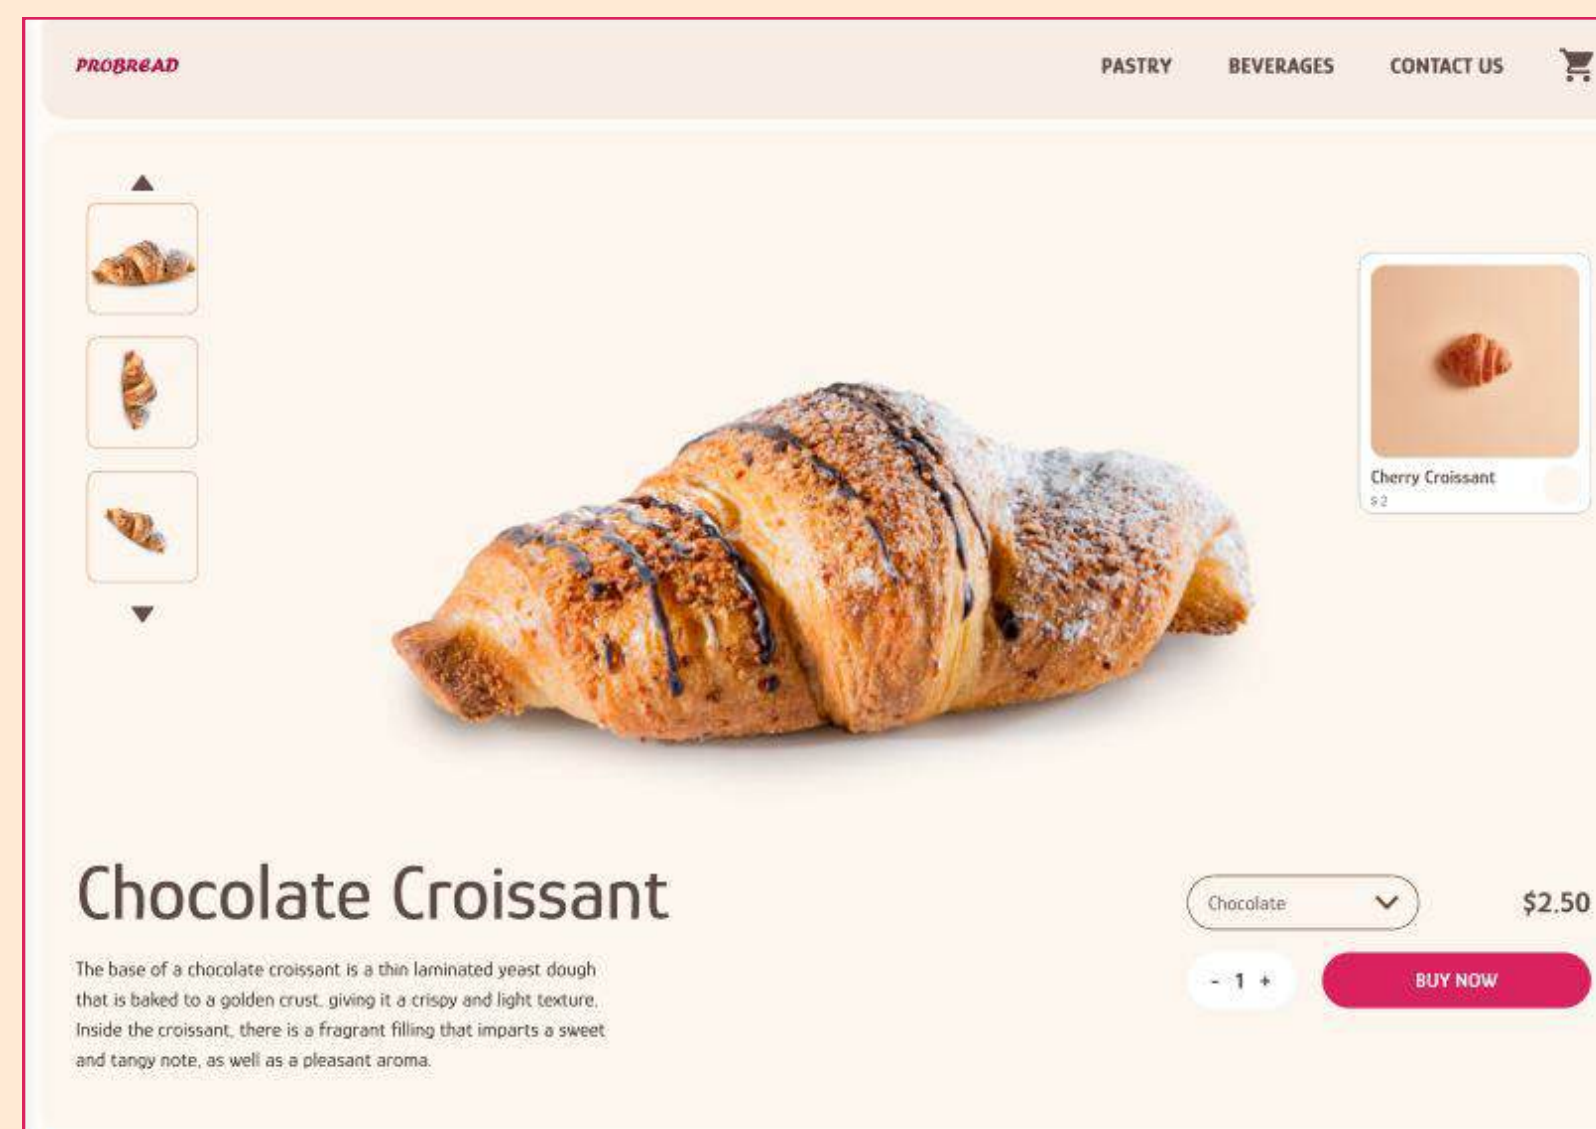 PROBREAD
PASTRY BEVERAGES CONTACT US
Cherry Croissant
$ 2
Chocolate Croissant
The base of a chocolate croissant is a thin laminated yeast dough
that is baked to a golden crust, giving it a crispy and light texture.
Inside the croissant, there is a fragrant filling that imparts a sweet
and tangy note, as well as a pleasant aroma.
Chocolate
$2.50
- 1 +
BUY NOW